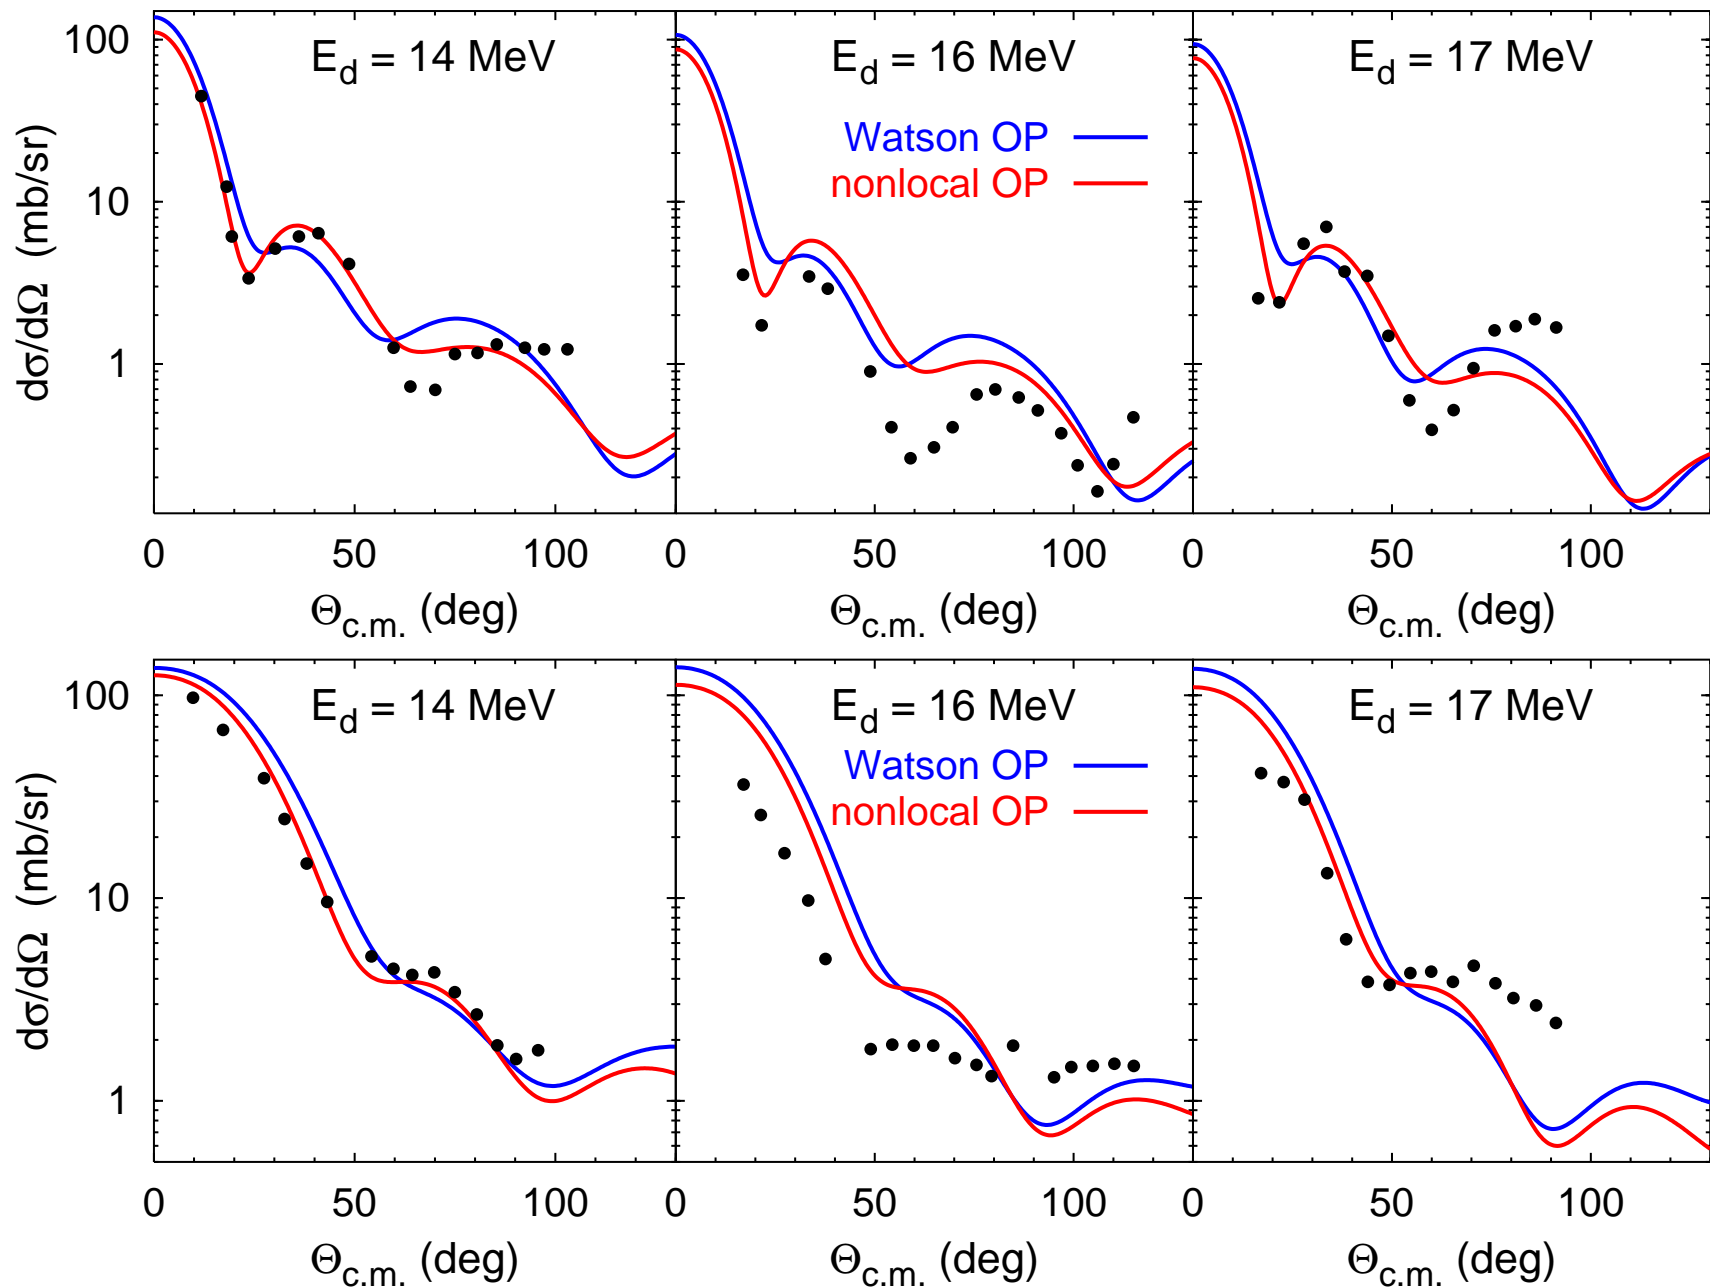 E_d = 14 MeV
E_d = 16 MeV
E_d = 17 MeV
Watson OP
nonlocal OP
100
10
1
dσ/dΩ (mb/sr)
0 50 100 0 50 100 0 50 100
Θ_c.m. (deg)
Θ_c.m. (deg)
Θ_c.m. (deg)
E_d = 14 MeV
E_d = 16 MeV
E_d = 17 MeV
Watson OP
nonlocal OP
100
10
1
dσ/dΩ (mb/sr)
0 50 100 0 50 100 0 50 100
Θ_c.m. (deg)
Θ_c.m. (deg)
Θ_c.m. (deg)